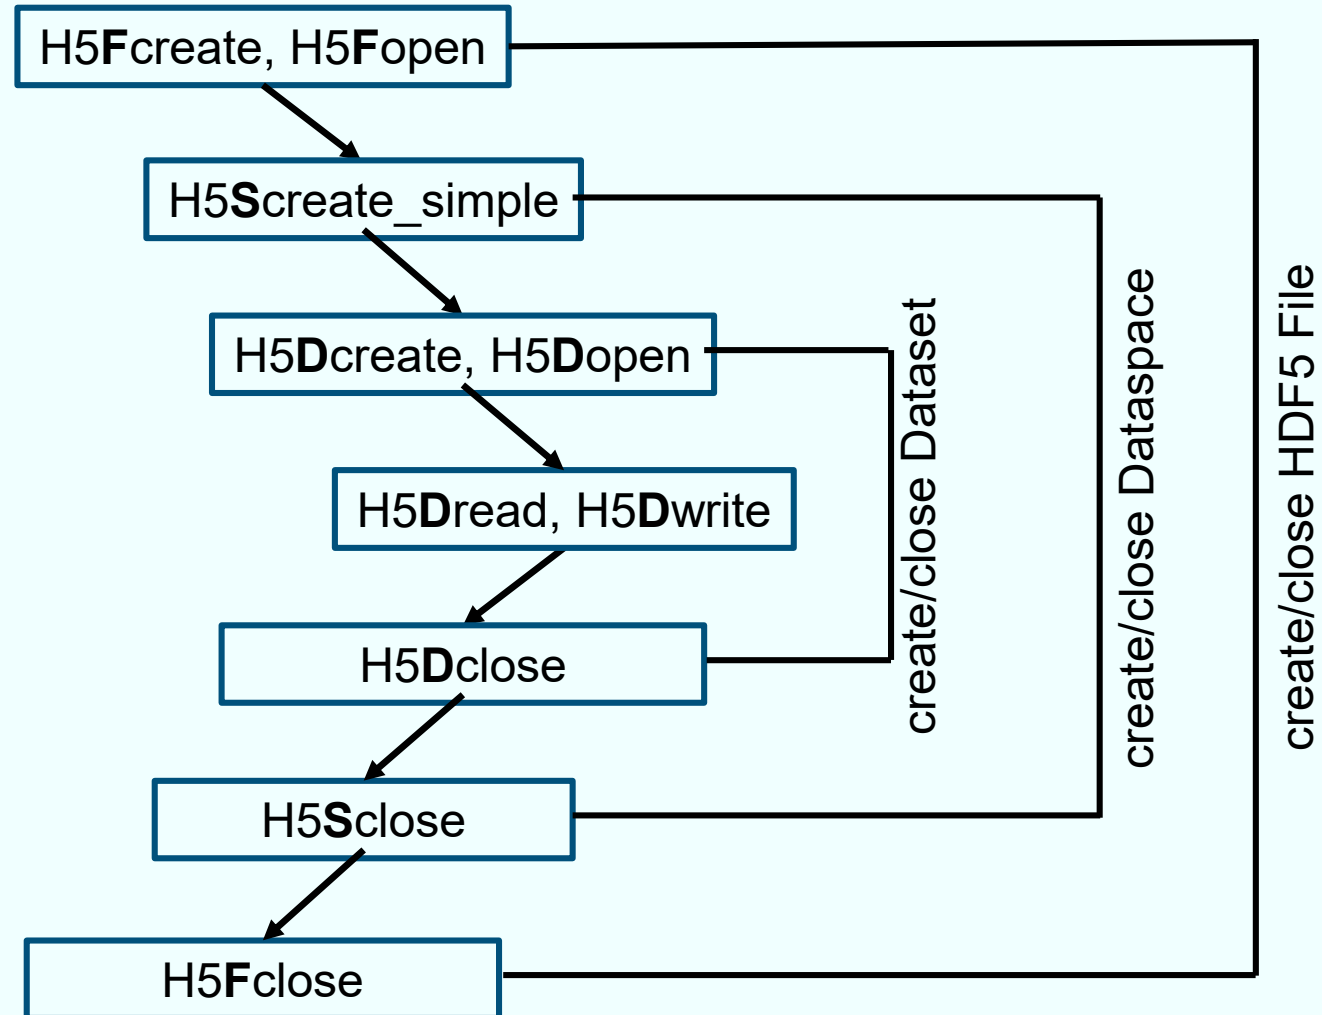 H5Fcreate, H5Fopen
H5Screate_simple
H5Dcreate, H5Dopen
H5Dread, H5Dwrite
H5Dclose
H5Sclose
H5Fclose
create/close Dataset
create/close Dataspace
create/close HDF5 File